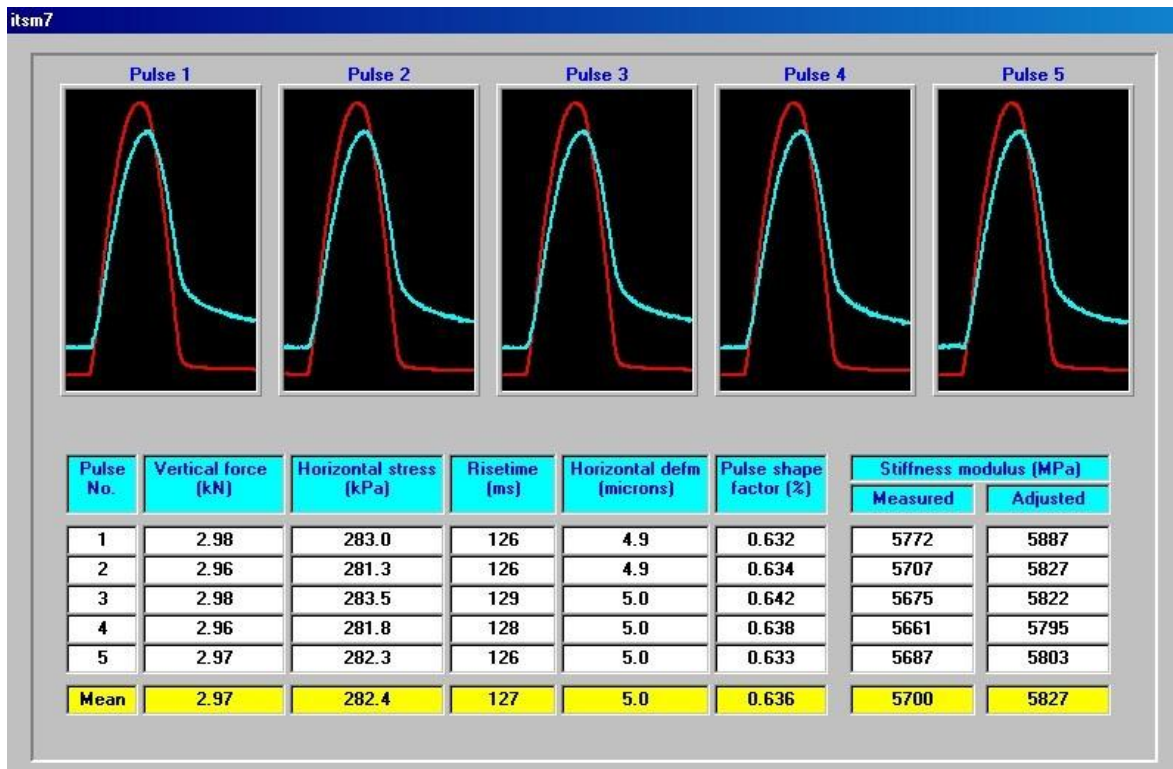 itsm7
Pulse 1 Pulse 2 Pulse 3 Pulse 4 Pulse 5
Pulse No. Vertical force (kN) Horizontal stress (kPa) Risetime (ms) Horizontal defm (microns) Pulse shape factor (%) Stiffness modulus (MPa)
Measured Adjusted
1 2.98 283.0 126 4.9 0.632 5772 5887
2 2.96 281.3 126 4.9 0.634 5707 5827
3 2.98 283.5 129 5.0 0.642 5675 5822
4 2.96 281.8 128 5.0 0.638 5661 5795
5 2.97 282.3 126 5.0 0.633 5687 5803
Mean 2.97 282.4 127 5.0 0.636 5700 5827